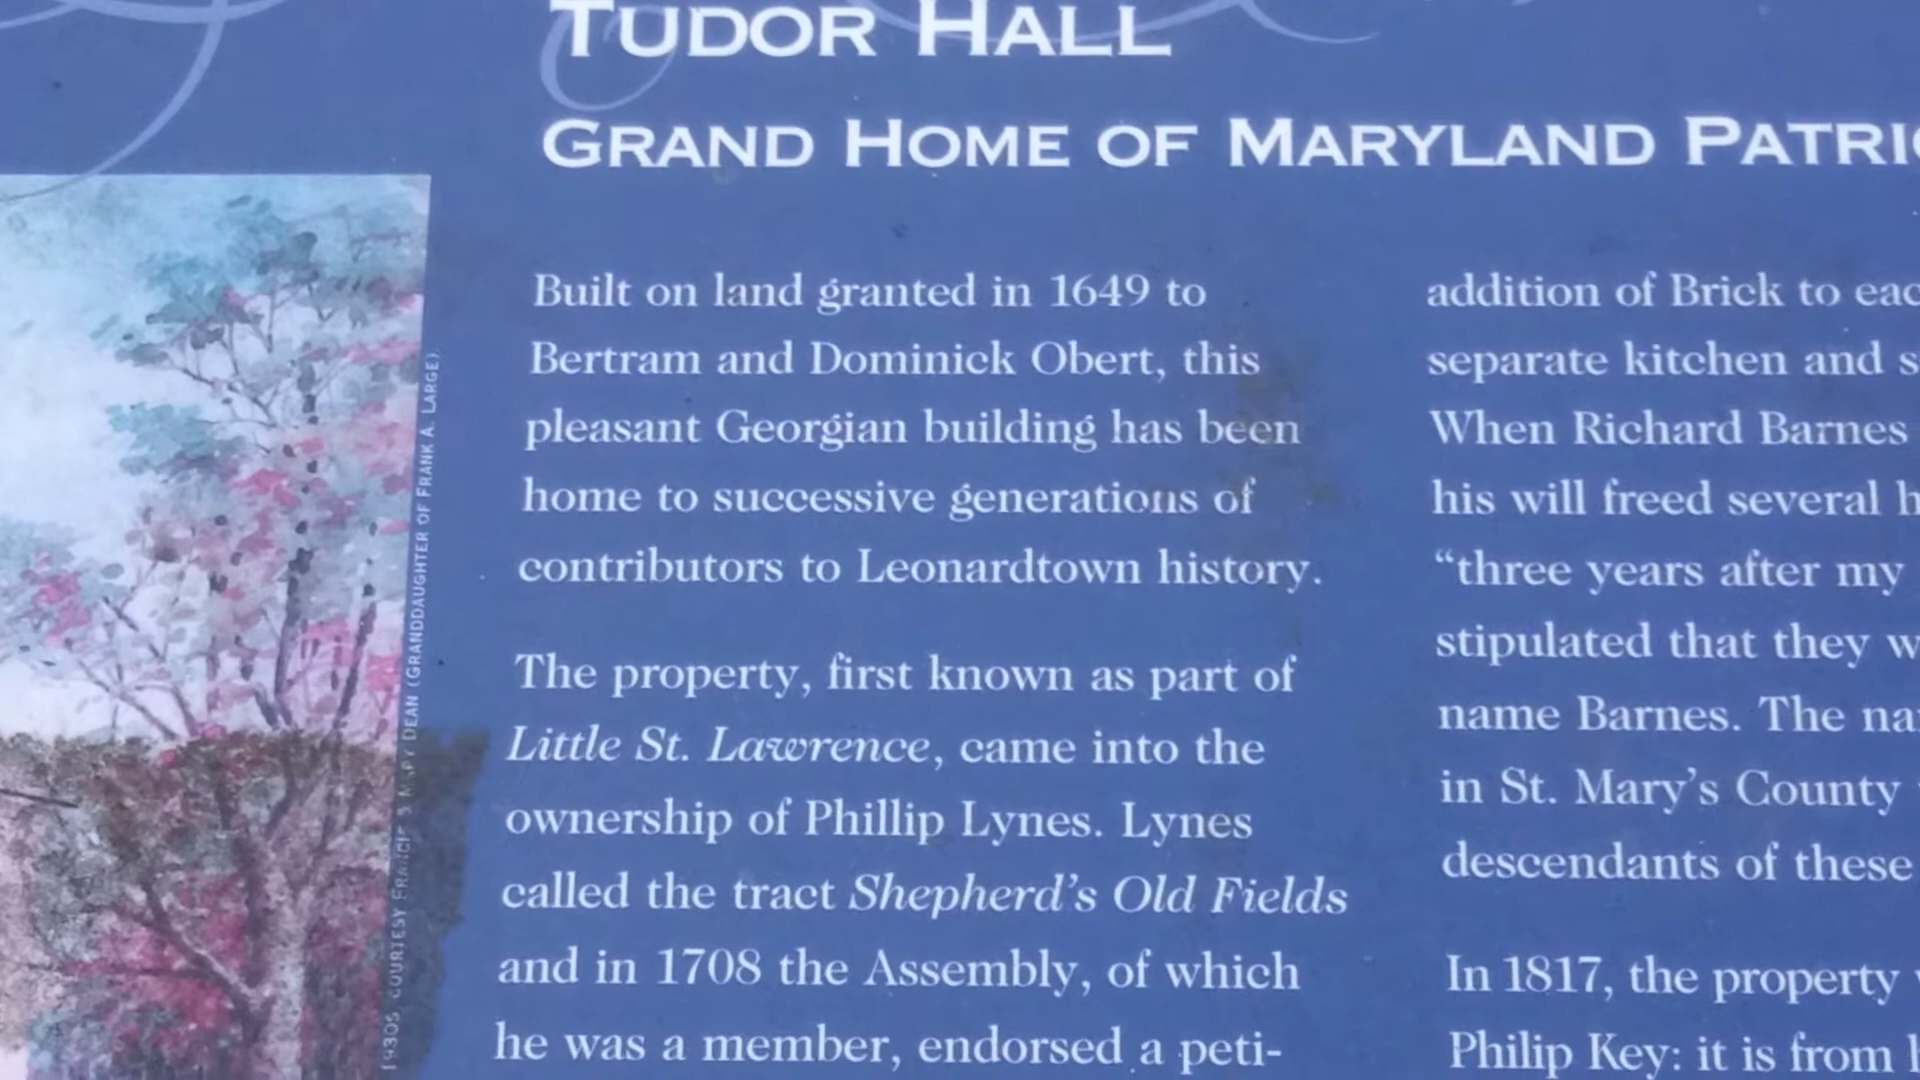 TUDOR HALL
GRAND HOME OF MARYLAND
Built on land granted in 1649 to
Bertram and Dominick Obert, this
pleasant Georgian building has been
home to successive generations of
contributors to Leonardtown history.
The property, first known as part of
Little St. Lawrence, came into the
ownership of Phillip Lynes. Lynes
called the tract Shepherd's Old Fields
and in 1708 the Assembly, of which
he was a member, endorsed a peti-
addition of Brick to
separate kitchen and
When Richard Barnes
his will freed several
“three years after my
stipulated that they
name Barnes. The
in St. Mary's County
descendants of these
In 1817, the property
Philip Key: it is from
1930S COURTESY DEAN (GRANDDAUGHTER OF FRANK A. LARGE).